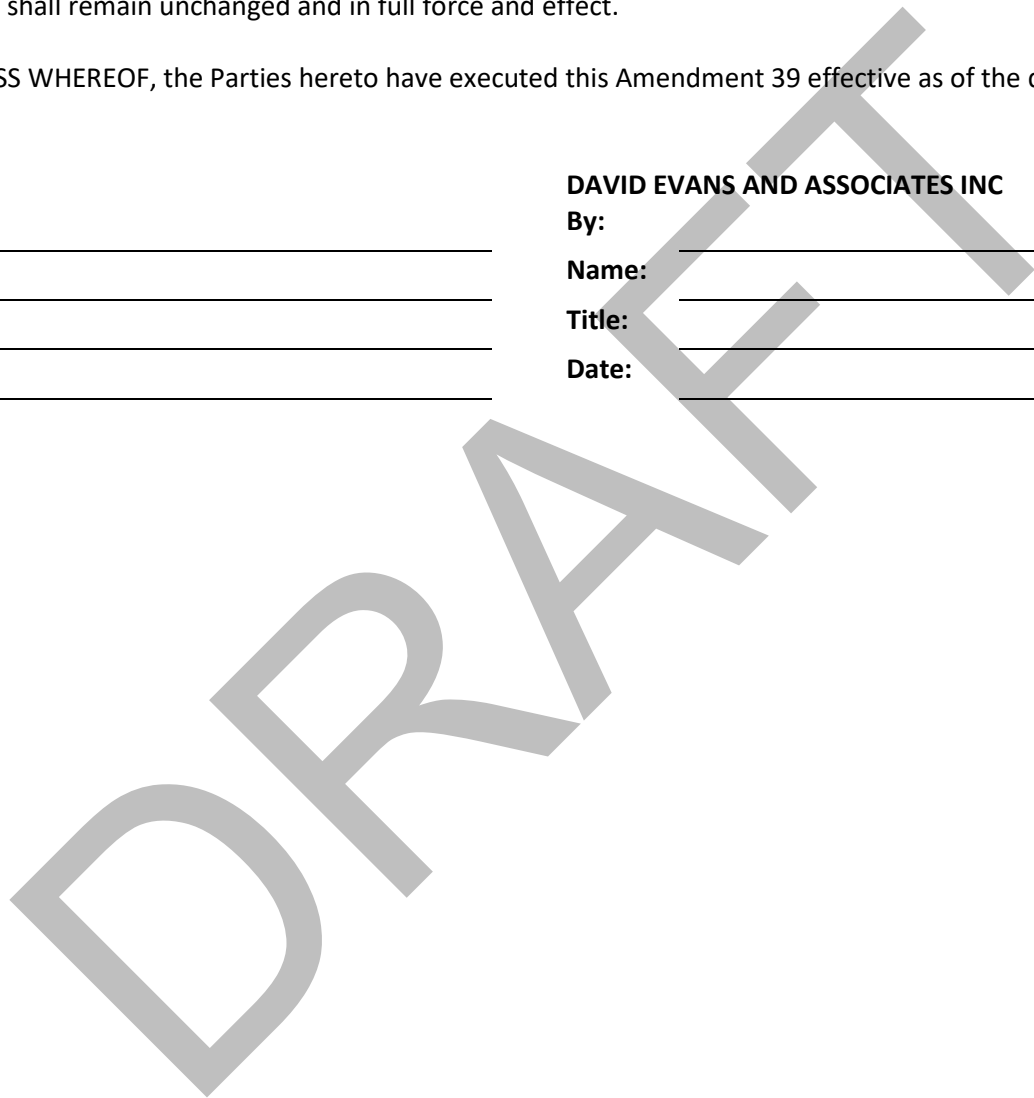 shall remain unchanged and in full force and effect.
SS WHEREOF, the Parties hereto have executed this Amendment 39 effective as of the
DAVID EVANS AND ASSOCIATES INC
By:
Name:
Title:
Date:
DRAFT